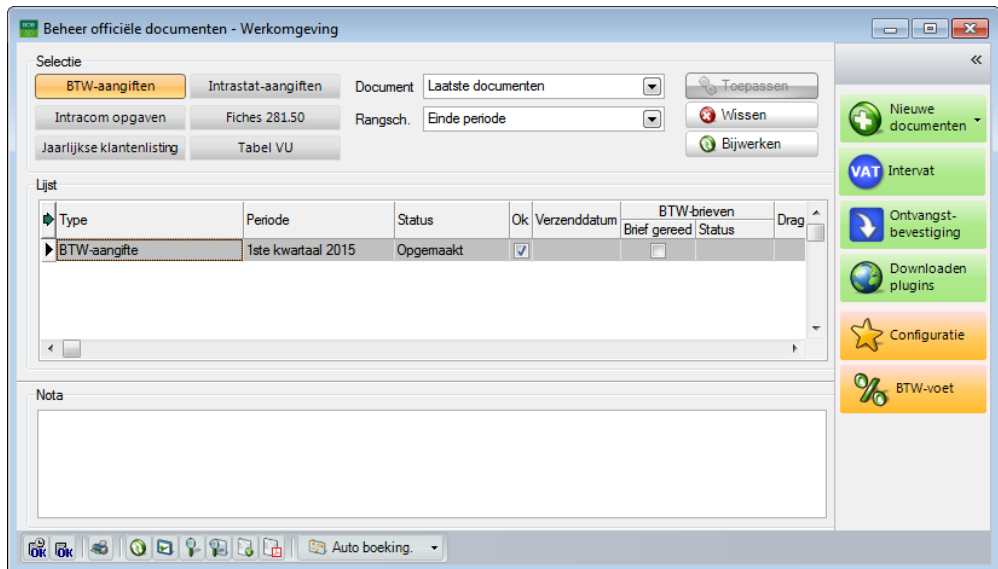 Beheer officiële documenten - Werkomgeving
Selectie
BTW-aangiften
Intrastat-aangiften
Document
Laatste documenten
Toepassen
Intracom opgaven
Fiches 281.50
Rangsch.
Einde periode
Wissen
Jaarlijkse klantenlisting
Tabel VU
Bijwerken
Lijst
Type
Periode
Status
Ok
Verzenddatum
BTW-brieven
Brief gereed
Status
Drag
BTW-aangifte
1ste kwartaal 2015
Opgemaakt
Nota
OK
OK
Auto boeking.
Nieuwe
documenten
VAT
Intervat
Ontvangst-
bevestiging
Downloaden
plugins
Configuratie
BTW-voet